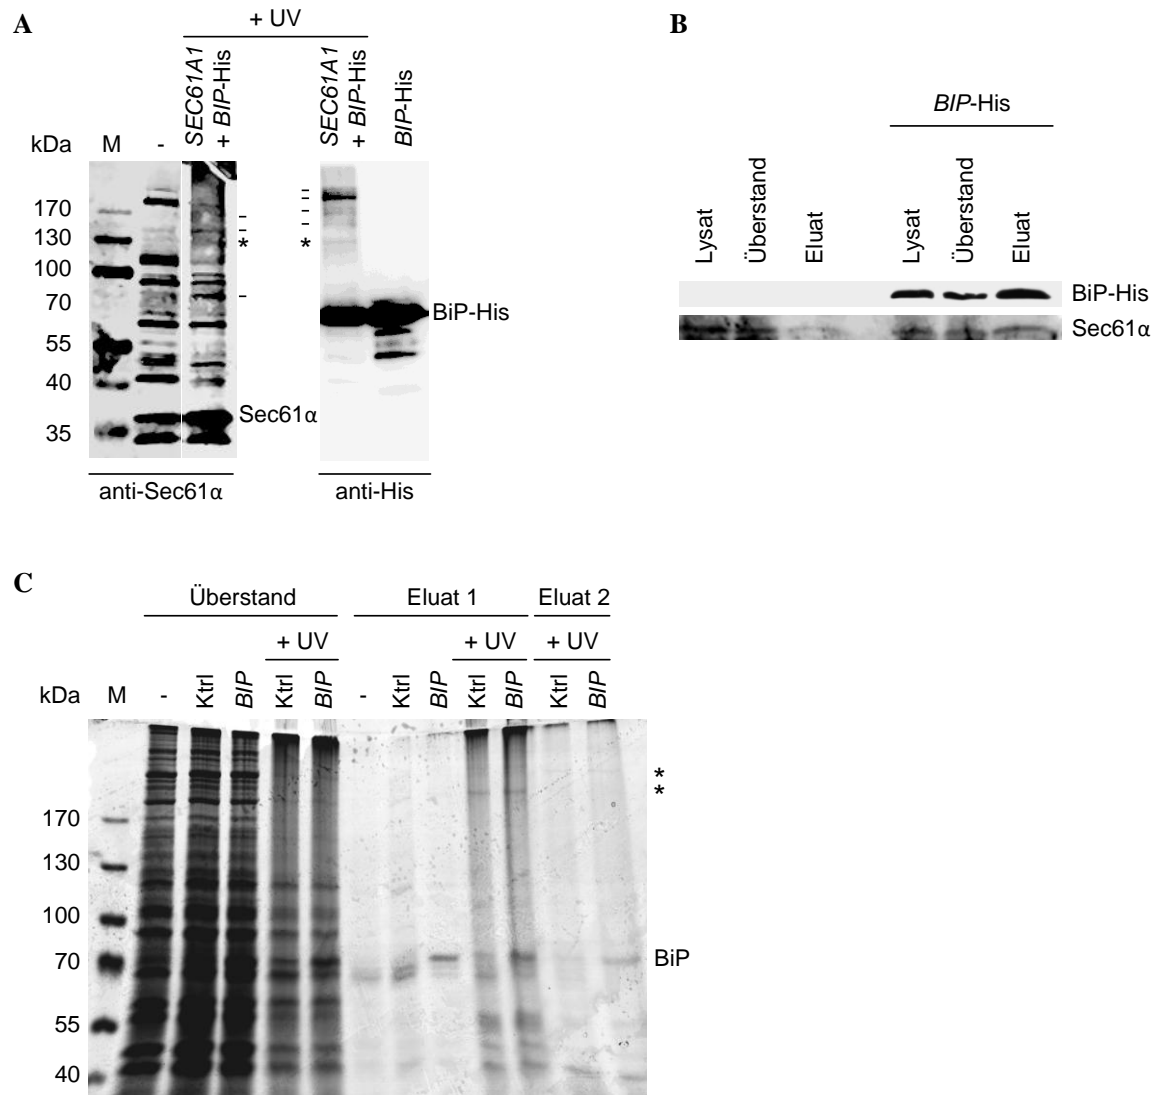 A
+ UV
SEC61A1
+ BIP-His
SEC61A1
+ BIP-His
BIP-His
kDa
M
-
170
130
100
70
55
40
35
*
*
BiP-His
Sec61α
anti-Sec61α
anti-His
B
BIP-His
Lysat
Überstand
Eluat
Lysat
Überstand
Eluat
BiP-His
Sec61α
C
Überstand
Eluat 1
Eluat 2
+ UV
+ UV
+ UV
kDa
M
-
Ktrl
BIP
Ktrl
BIP
-
Ktrl
BIP
Ktrl
BIP
Ktrl
BIP
*
*
170
130
100
70
55
40
BiP